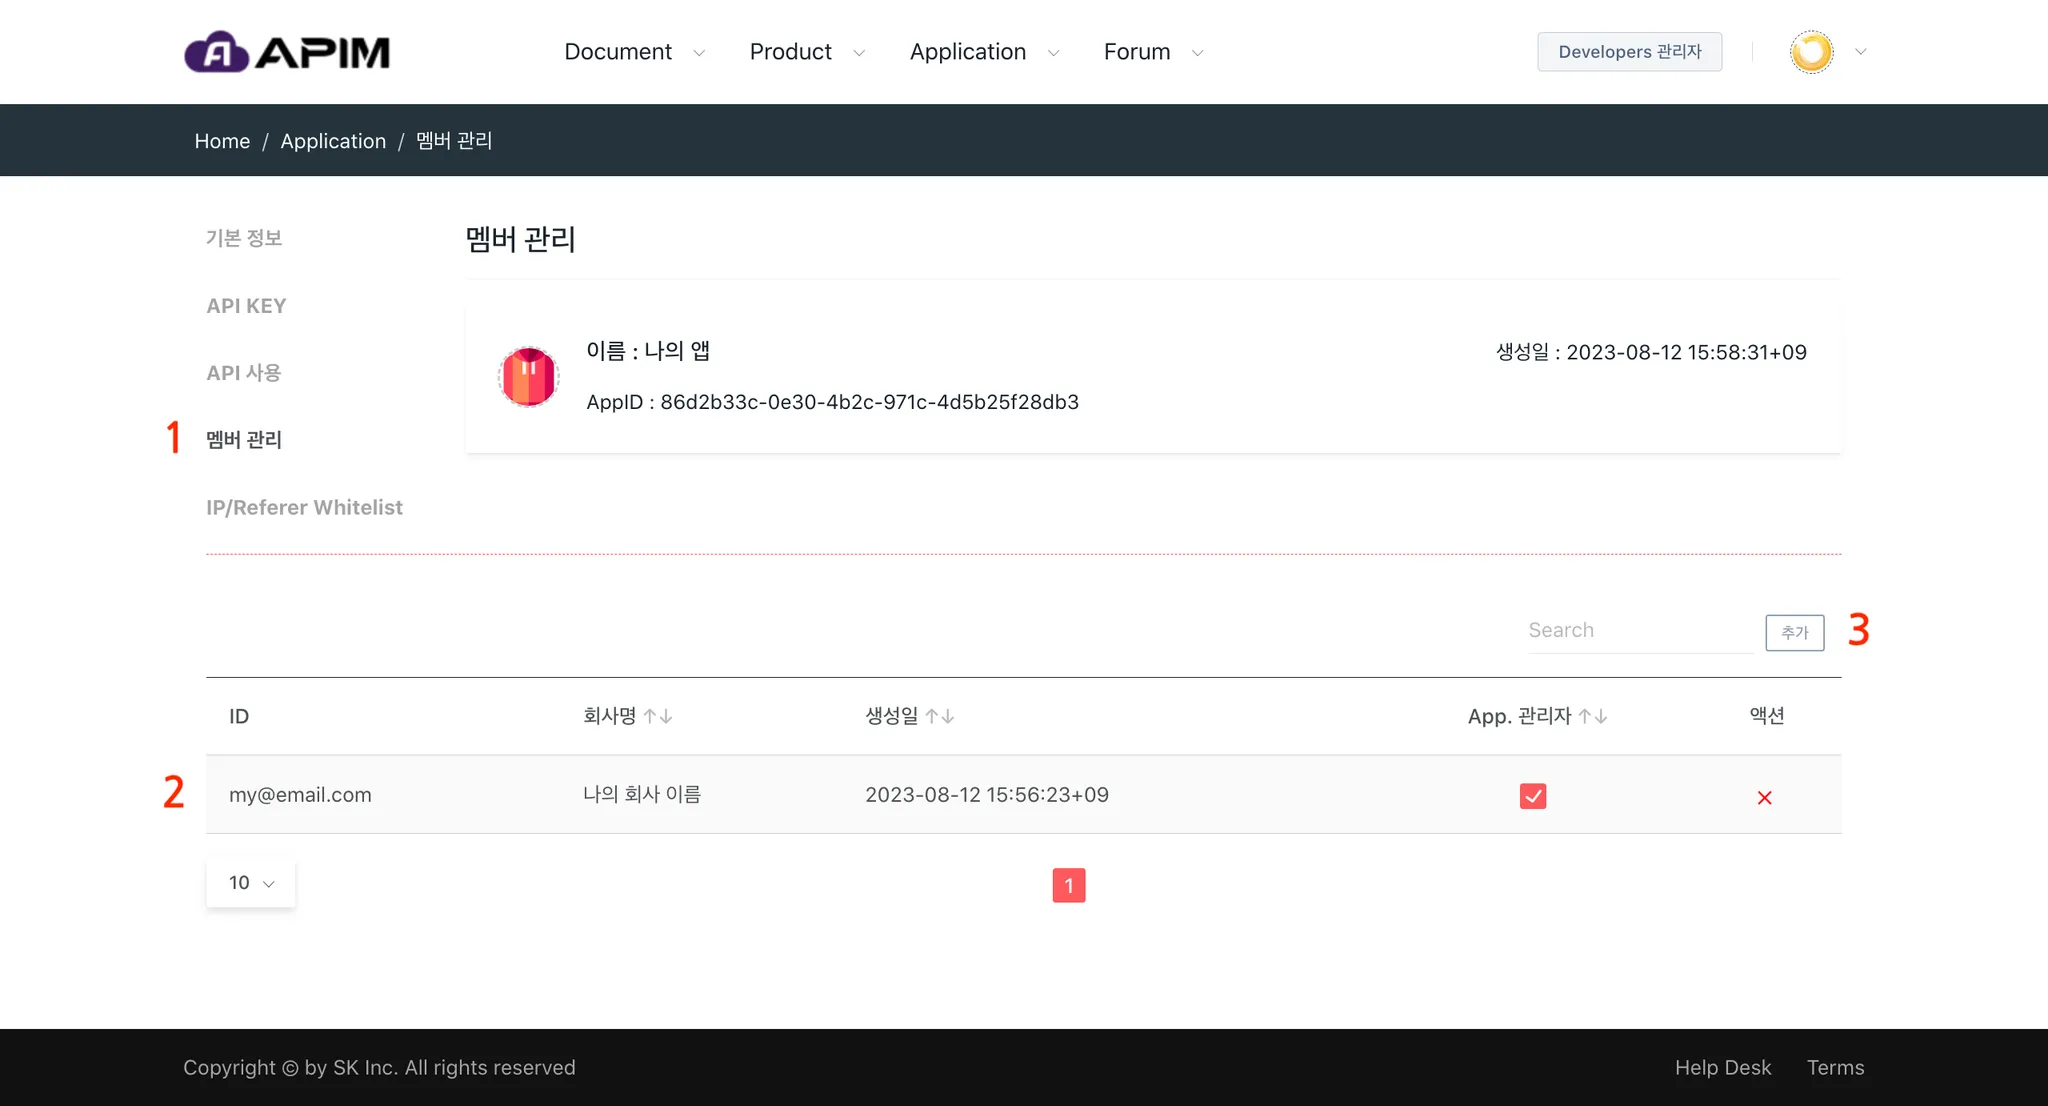 APIM
Document Product Application Forum Developers 관리자
Home / Application / 멤버 관리
기본 정보
API KEY
API 사용
1 멤버 관리
IP/Referer Whitelist
멤버 관리
이름 : 나의 앱
생성일 : 2023-08-12 15:58:31+09
AppID : 86d2b33c-0e30-4b2c-971c-4d5b25f28db3
Search 추가 3
ID 회사명 ↑↓ 생성일 ↑↓ App. 관리자 ↑↓ 액션
2 my@email.com 나의 회사 이름 2023-08-12 15:56:23+09
10 1
Copyright © by SK Inc. All rights reserved Help Desk Terms